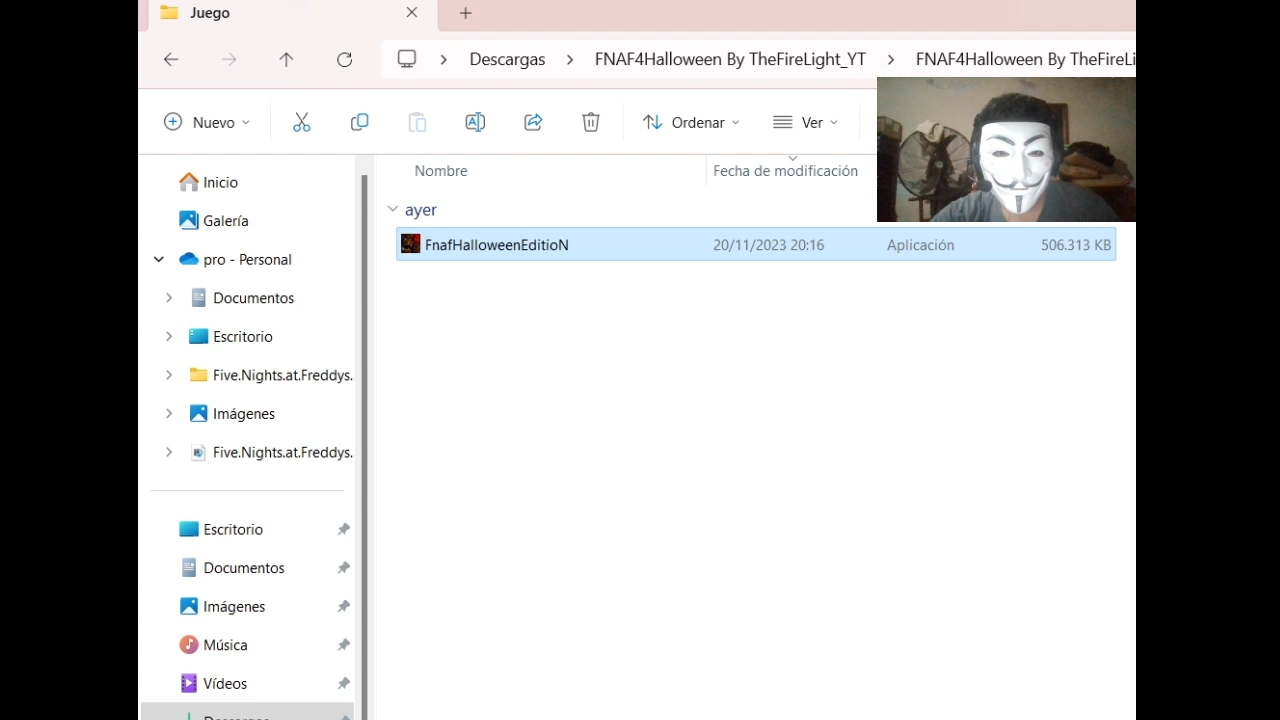 Juego
Descargas > FNAF4Halloween By TheFireLight_YT > FNAF4Halloween By TheFireLi
Nuevo
Ordenar
Ver
Nombre
Fecha de modificación
ayer
FnafHalloweenEditioN 20/11/2023 20:16 Aplicación 506.313 KB
Inicio
Galería
pro - Personal
Documentos
Escritorio
Five.Nights.at.Freddys.
Imágenes
Five.Nights.at.Freddys.
Escritorio
Documentos
Imágenes
Música
Vídeos